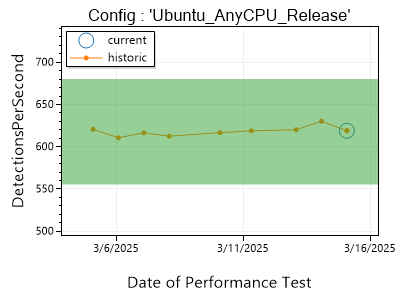 Config : 'Ubuntu_AnyCPU_Release'
current
historic
DetectionsPerSecond
700
650
600
550
500
3/6/2025
3/11/2025
3/16/2025
Date of Performance Test